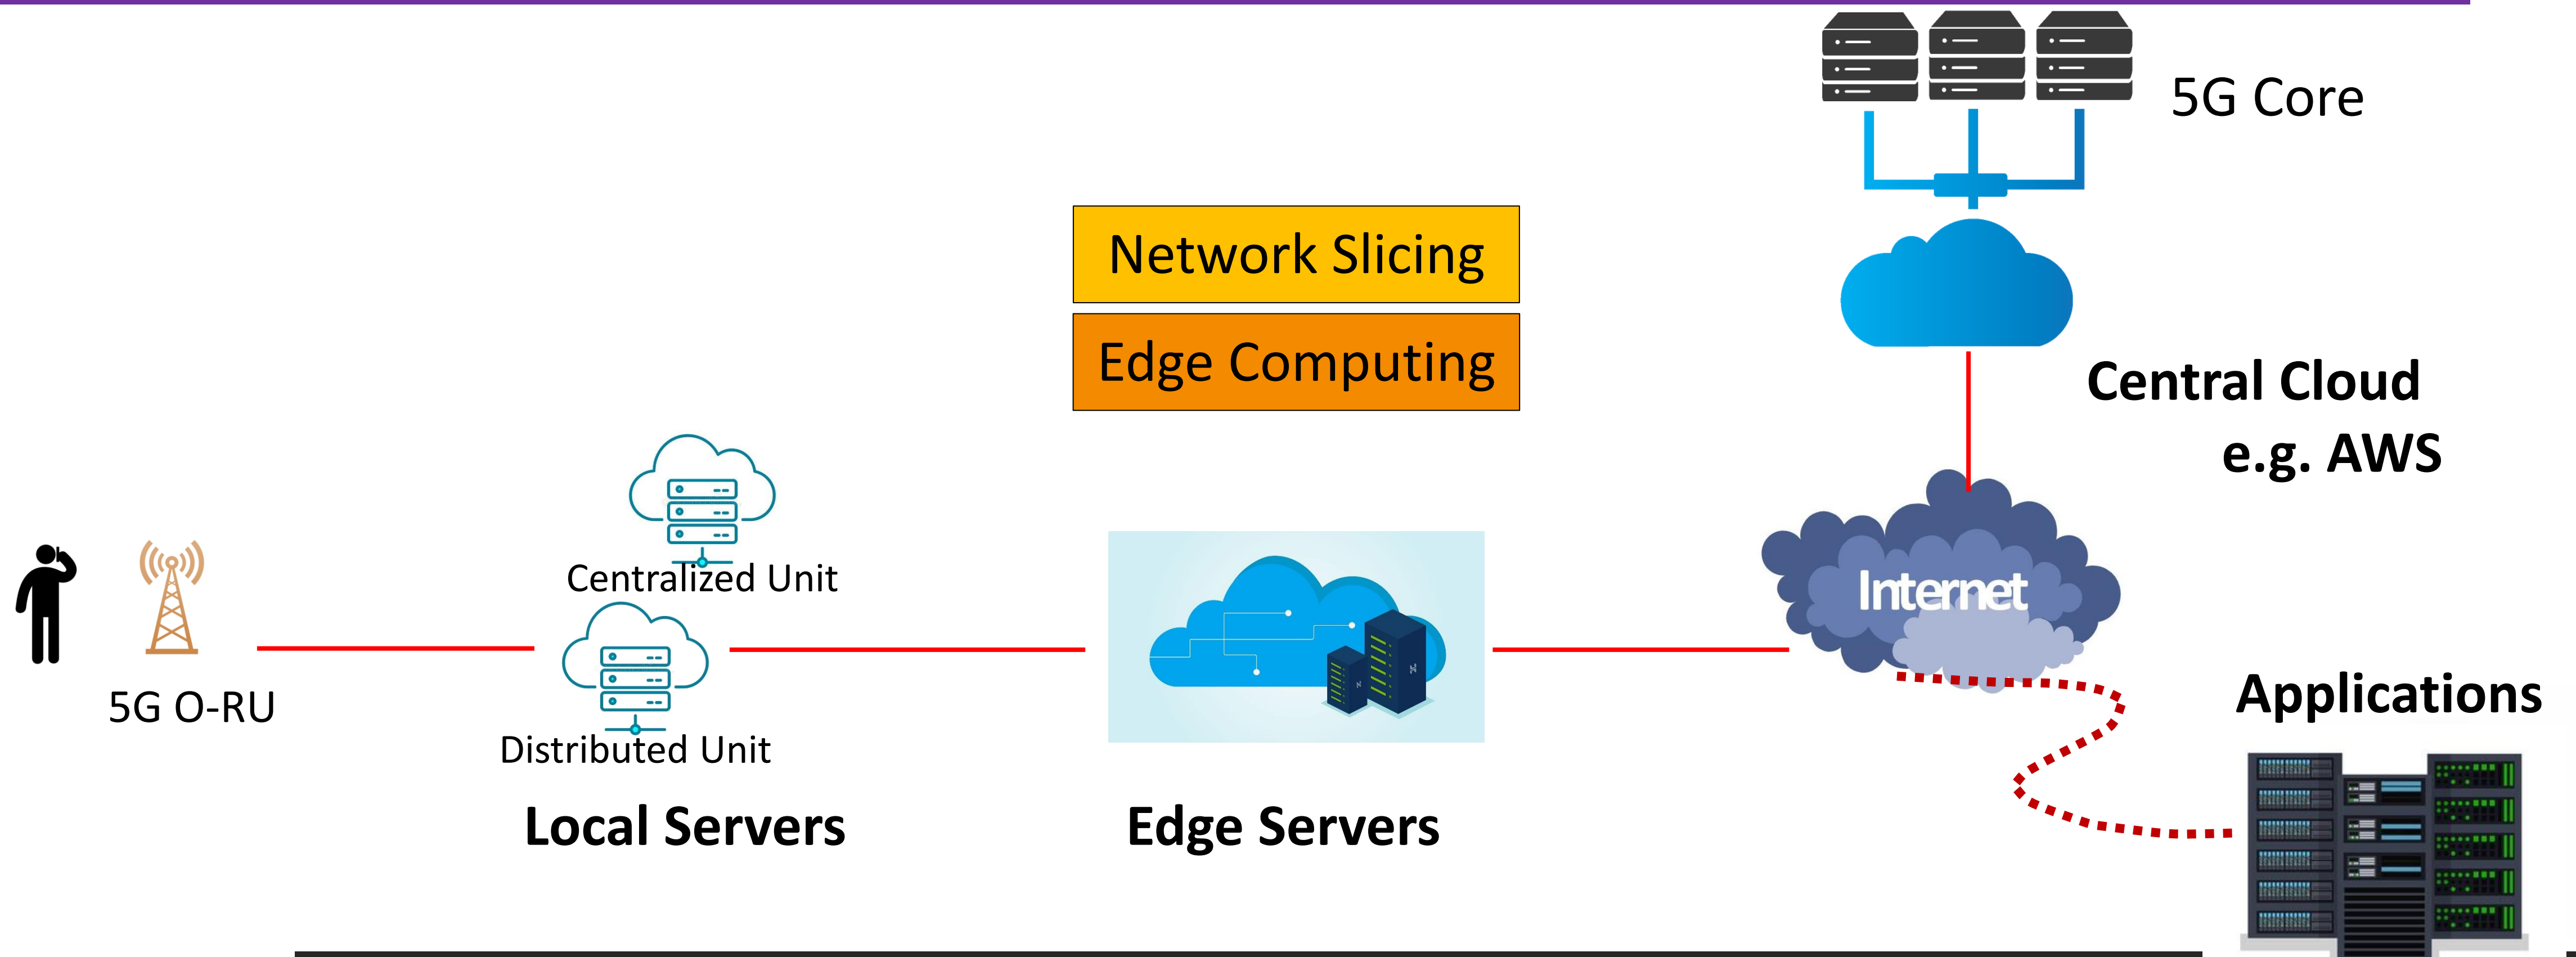 5G Core
Network Slicing
Edge Computing
Central Cloud
e.g. AWS
Centralized Unit
Internet
5G O-RU
Distributed Unit
Applications
Local Servers
Edge Servers